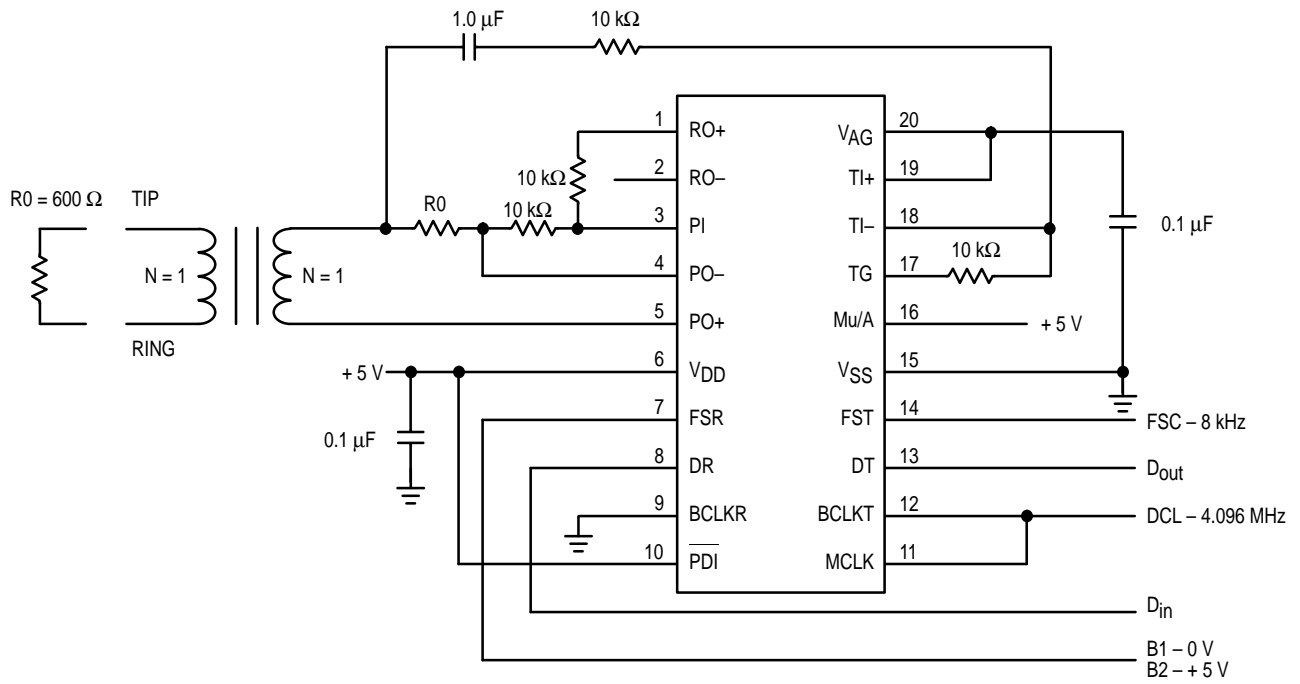 1.0 µF
10 kΩ
R0 = 600 Ω
TIP
N = 1
N = 1
RING
R0
10 kΩ
10 kΩ
+ 5 V
0.1 µF
1 RO+
2 RO–
3 PI
4 PO–
5 PO+
6 VDD
7 FSR
8 DR
9 BCLKR
10 PDI
VAG 20
TI+ 19
TI– 18
TG 17
Mu/A 16
VSS 15
FST 14
DT 13
BCLKT 12
MCLK 11
10 kΩ
0.1 µF
+ 5 V
FSC – 8 kHz
Dout
DCL – 4.096 MHz
Din
B1 – 0 V
B2 – + 5 V